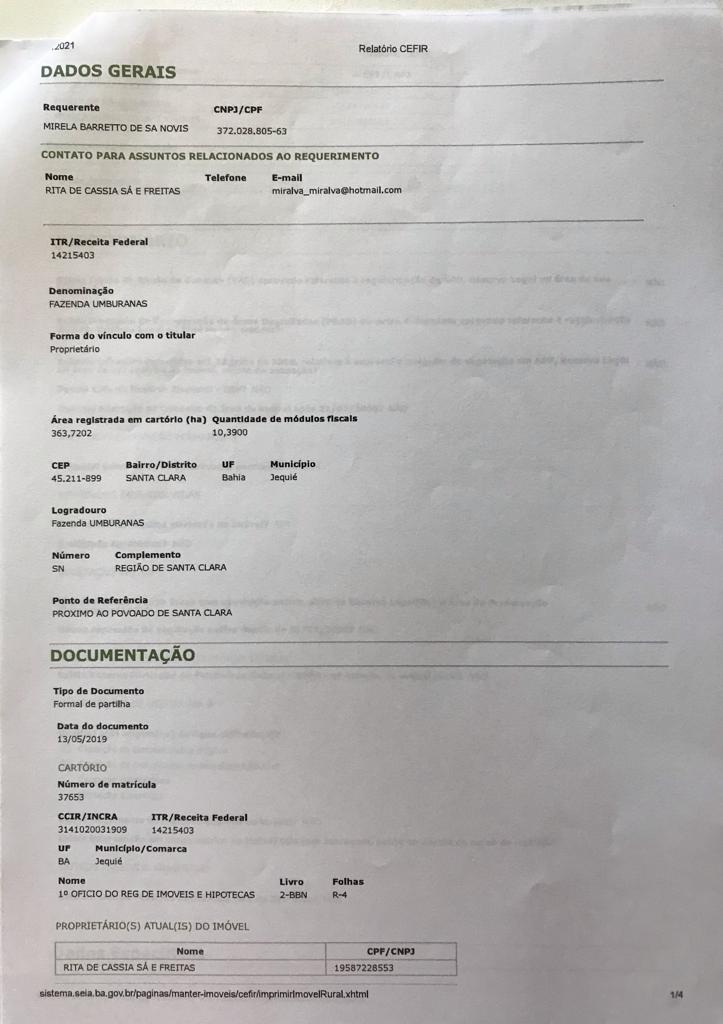 .2021 Relatório CEFIR
DADOS GERAIS
Requerente CNPJ/CPF
MIRELA BARRETTO DE SA NOVIS 372.028.805-63
CONTATO PARA ASSUNTOS RELACIONADOS AO REQUERIMENTO
Nome Telefone E-mail
RITA DE CASSIA SÁ E FREITAS miralva_miralva@hotmail.com
ITR/Receita Federal
14215403
Denominação
FAZENDA UMBURANAS
Forma do vínculo com o titular
Proprietário
Área registrada em cartório (ha) Quantidade de módulos fiscais
363,7202 10,3900
CEP Bairro/Distrito UF Município
45.211-899 SANTA CLARA Bahia Jequié
Logradouro
Fazenda UMBURANAS
Número Complemento
SN REGIÃO DE SANTA CLARA
Ponto de Referência
PROXIMO AO POVOADO DE SANTA CLARA
DOCUMENTAÇÃO
Tipo de Documento
Formal de partilha
Data do documento
13/05/2019
CARTÓRIO
Número de matrícula
37653
CCIR/INCRA ITR/Receita Federal
3141020031909 14215403
UF Município/Comarca
BA Jequié
Nome Livro Folhas
1º OFICIO DO REG DE IMOVEIS E HIPOTECAS 2-BBN R-4
PROPRIETÁRIO(S) ATUAL(IS) DO IMÓVEL
Nome CPF/CNPJ
RITA DE CASSIA SÁ E FREITAS 19587228553
sistema.seia.ba.gov.br/paginas/manter-imoveis/cefir/imprimirImovelRural.xhtml 1/4